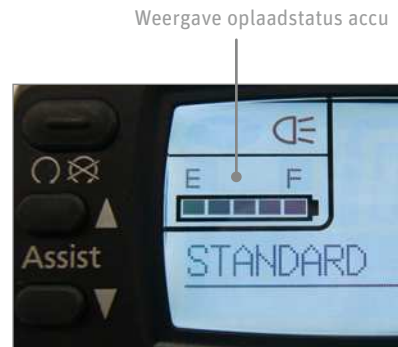 Weergave oplaadstatus accu
E F
Assist
STANDARD